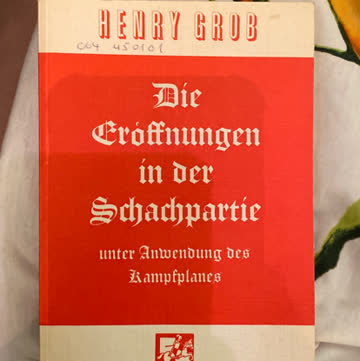 HENRY GROB
C64 450101
Die
Eröffnungen
in der
Schachpartie
unter Anwendung des
Kampfplanes